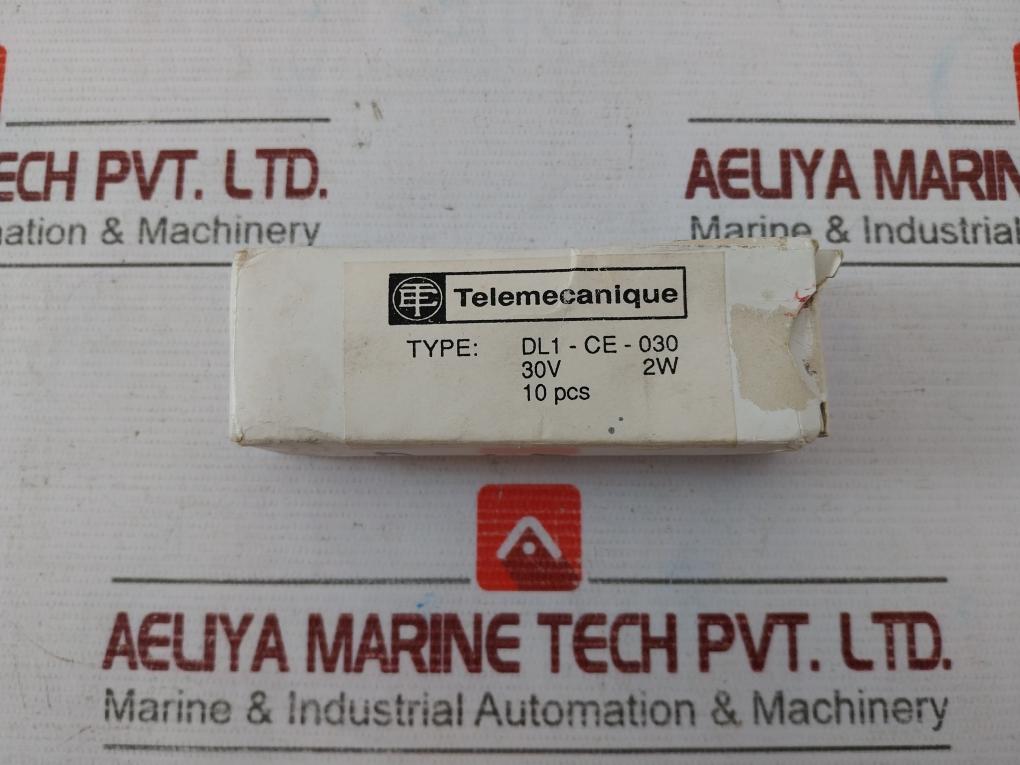 ECH PVT. LTD.
ation & Machinery
AELIYA MARIN
Marine & Industrial
TE Telemecanique
TYPE: DL1 - CE - 030
30V 2W
10 pcs
AELIYA MARINE TECH PVT. LTD.
Marine & Industrial Automation & Machinery